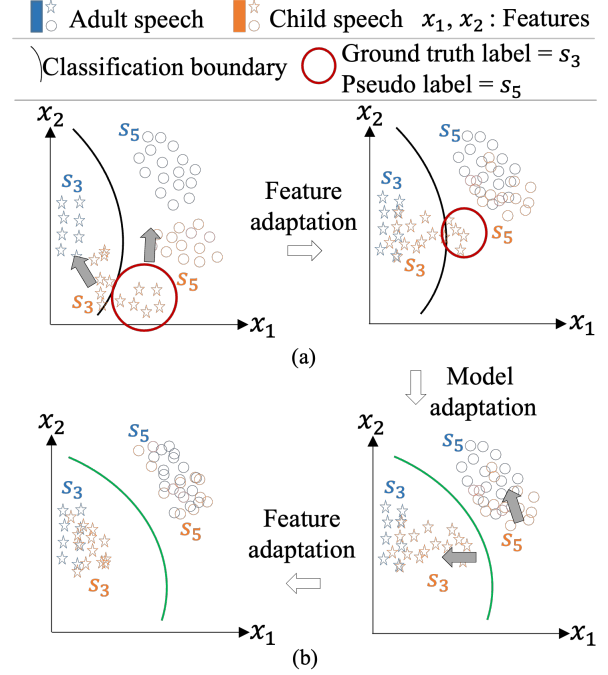 Adult speech Child speech x₁, x₂ : Features
Classification boundary
Ground truth label = s₃
Pseudo label = s₅
x₂
s₅
s₃
s₃
s₅
x₁
Feature
adaptation
x₂
s₅
s₃
s₃
s₅
x₁
(a)
Model
adaptation
x₂
s₅
s₃
s₅
s₃
x₁
Feature
adaptation
x₂
s₅
s₃
s₅
s₃
x₁
(b)